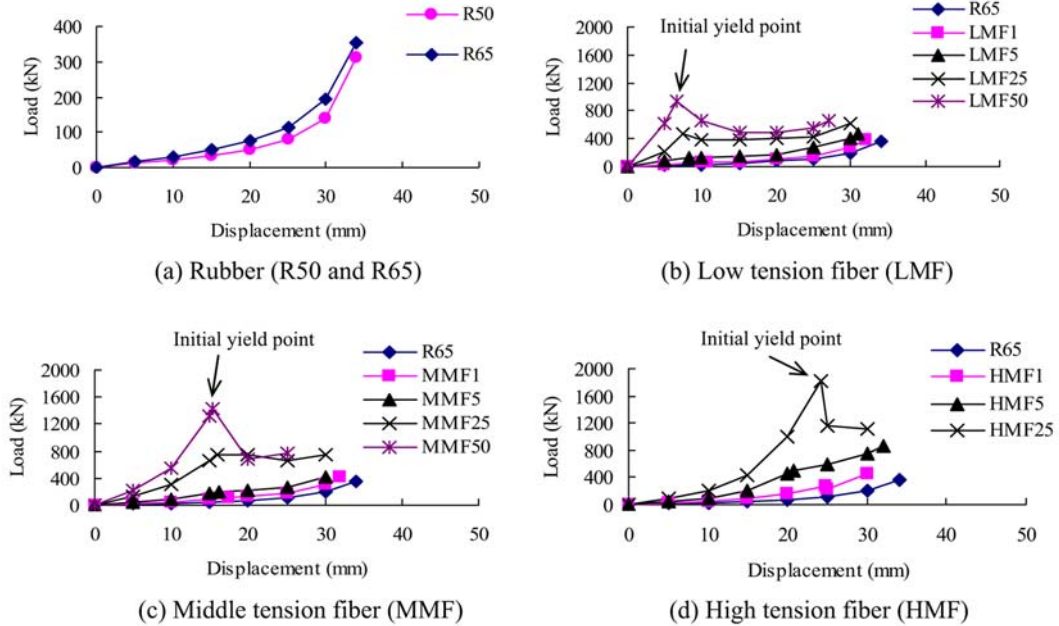 R50
R65
Load (kN)
400
300
200
100
0
0 10 20 30 40 50
Displacement (mm)
(a) Rubber (R50 and R65)
Initial yield point
R65
LMF1
LMF5
LMF25
LMF50
Load (kN)
2000
1600
1200
800
400
0
0 10 20 30 40 50
Displacement (mm)
(b) Low tension fiber (LMF)
Initial yield point
R65
MMF1
MMF5
MMF25
MMF50
Load (kN)
2000
1600
1200
800
400
0
0 10 20 30 40 50
Displacement (mm)
(c) Middle tension fiber (MMF)
Initial yield point
R65
HMF1
HMF5
HMF25
Load (kN)
2000
1600
1200
800
400
0
0 10 20 30 40 50
Displacement (mm)
(d) High tension fiber (HMF)